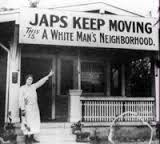 JAPS KEEP MOVING
THIS IS A WHITE MAN'S NEIGHBORHOOD.